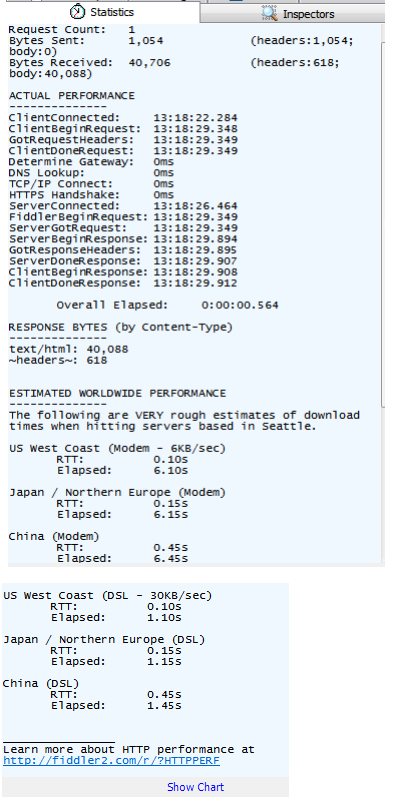 Statistics
Inspectors
Request Count: 1
Bytes Sent: 1,054 (headers:1,054;
body:0)
Bytes Received: 40,706 (headers:618;
body:40,088)
ACTUAL PERFORMANCE
--------------
ClientConnected: 13:18:22.284
ClientBeginRequest: 13:18:29.348
GotRequestHeaders: 13:18:29.349
ClientDoneRequest: 13:18:29.349
Determine Gateway: 0ms
DNS Lookup: 0ms
TCP/IP Connect: 0ms
HTTPS Handshake: 0ms
ServerConnected: 13:18:26.464
FiddlerBeginRequest: 13:18:29.349
ServerGotRequest: 13:18:29.349
ServerBeginResponse: 13:18:29.894
GotResponseHeaders: 13:18:29.895
ServerDoneResponse: 13:18:29.907
ClientBeginResponse: 13:18:29.908
ClientDoneResponse: 13:18:29.912
Overall Elapsed: 0:00:00.564
RESPONSE BYTES (by Content-Type)
--------------
text/html: 40,088
~headers~: 618
ESTIMATED WORLDWIDE PERFORMANCE
--------------
The following are VERY rough estimates of download
times when hitting servers based in Seattle.
US West Coast (Modem - 6KB/sec)
RTT: 0.10s
Elapsed: 6.10s
Japan / Northern Europe (Modem)
RTT: 0.15s
Elapsed: 6.15s
China (Modem)
RTT: 0.45s
Elapsed: 6.45s
US West Coast (DSL - 30KB/sec)
RTT: 0.10s
Elapsed: 1.10s
Japan / Northern Europe (DSL)
RTT: 0.15s
Elapsed: 1.15s
China (DSL)
RTT: 0.45s
Elapsed: 1.45s
________________
Learn more about HTTP performance at
http://fiddler2.com/r/?HTTPPERF
Show Chart